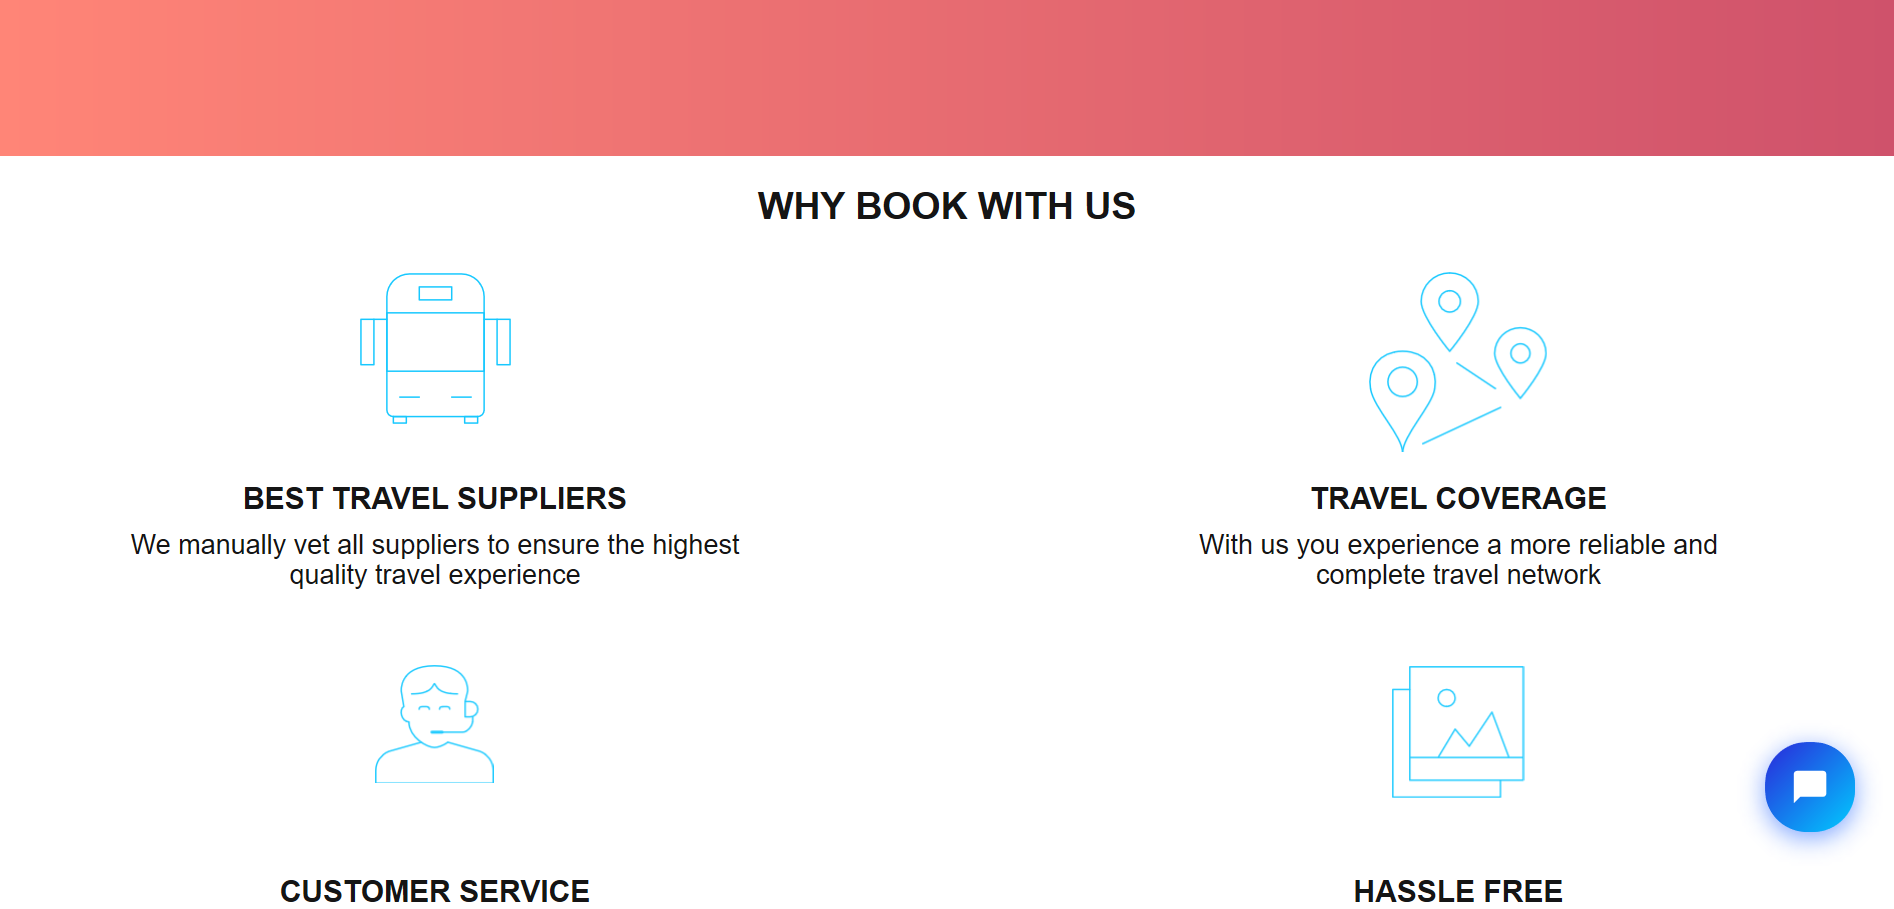 WHY BOOK WITH US
BEST TRAVEL SUPPLIERS
We manually vet all suppliers to ensure the highest
quality travel experience
TRAVEL COVERAGE
With us you experience a more reliable and
complete travel network
CUSTOMER SERVICE
HASSLE FREE